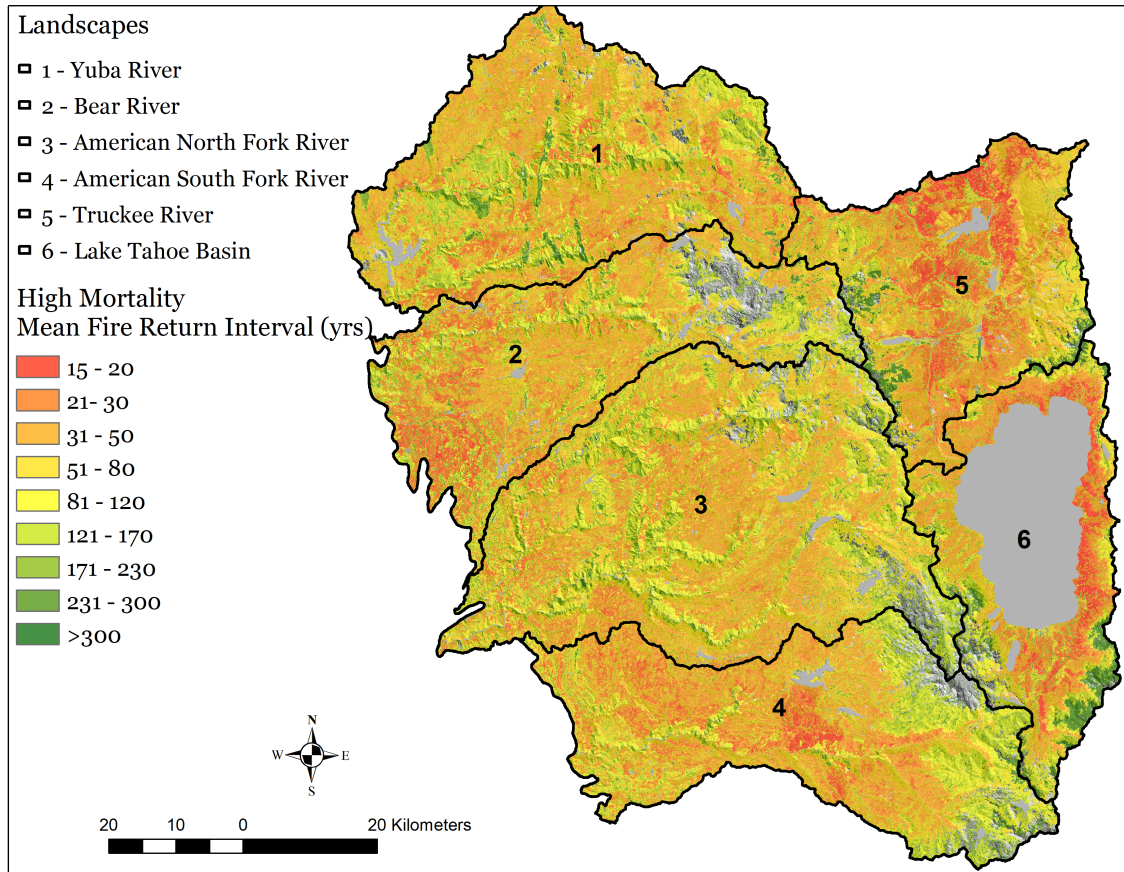 Landscapes
1 - Yuba River
2 - Bear River
3 - American North Fork River
4 - American South Fork River
5 - Truckee River
6 - Lake Tahoe Basin
High Mortality
Mean Fire Return Interval (yrs)
15 - 20
21- 30
31 - 50
51 - 80
81 - 120
121 - 170
171 - 230
231 - 300
>300
N
W E
S
20 10 0 20 Kilometers
1
2
3
4
5
6